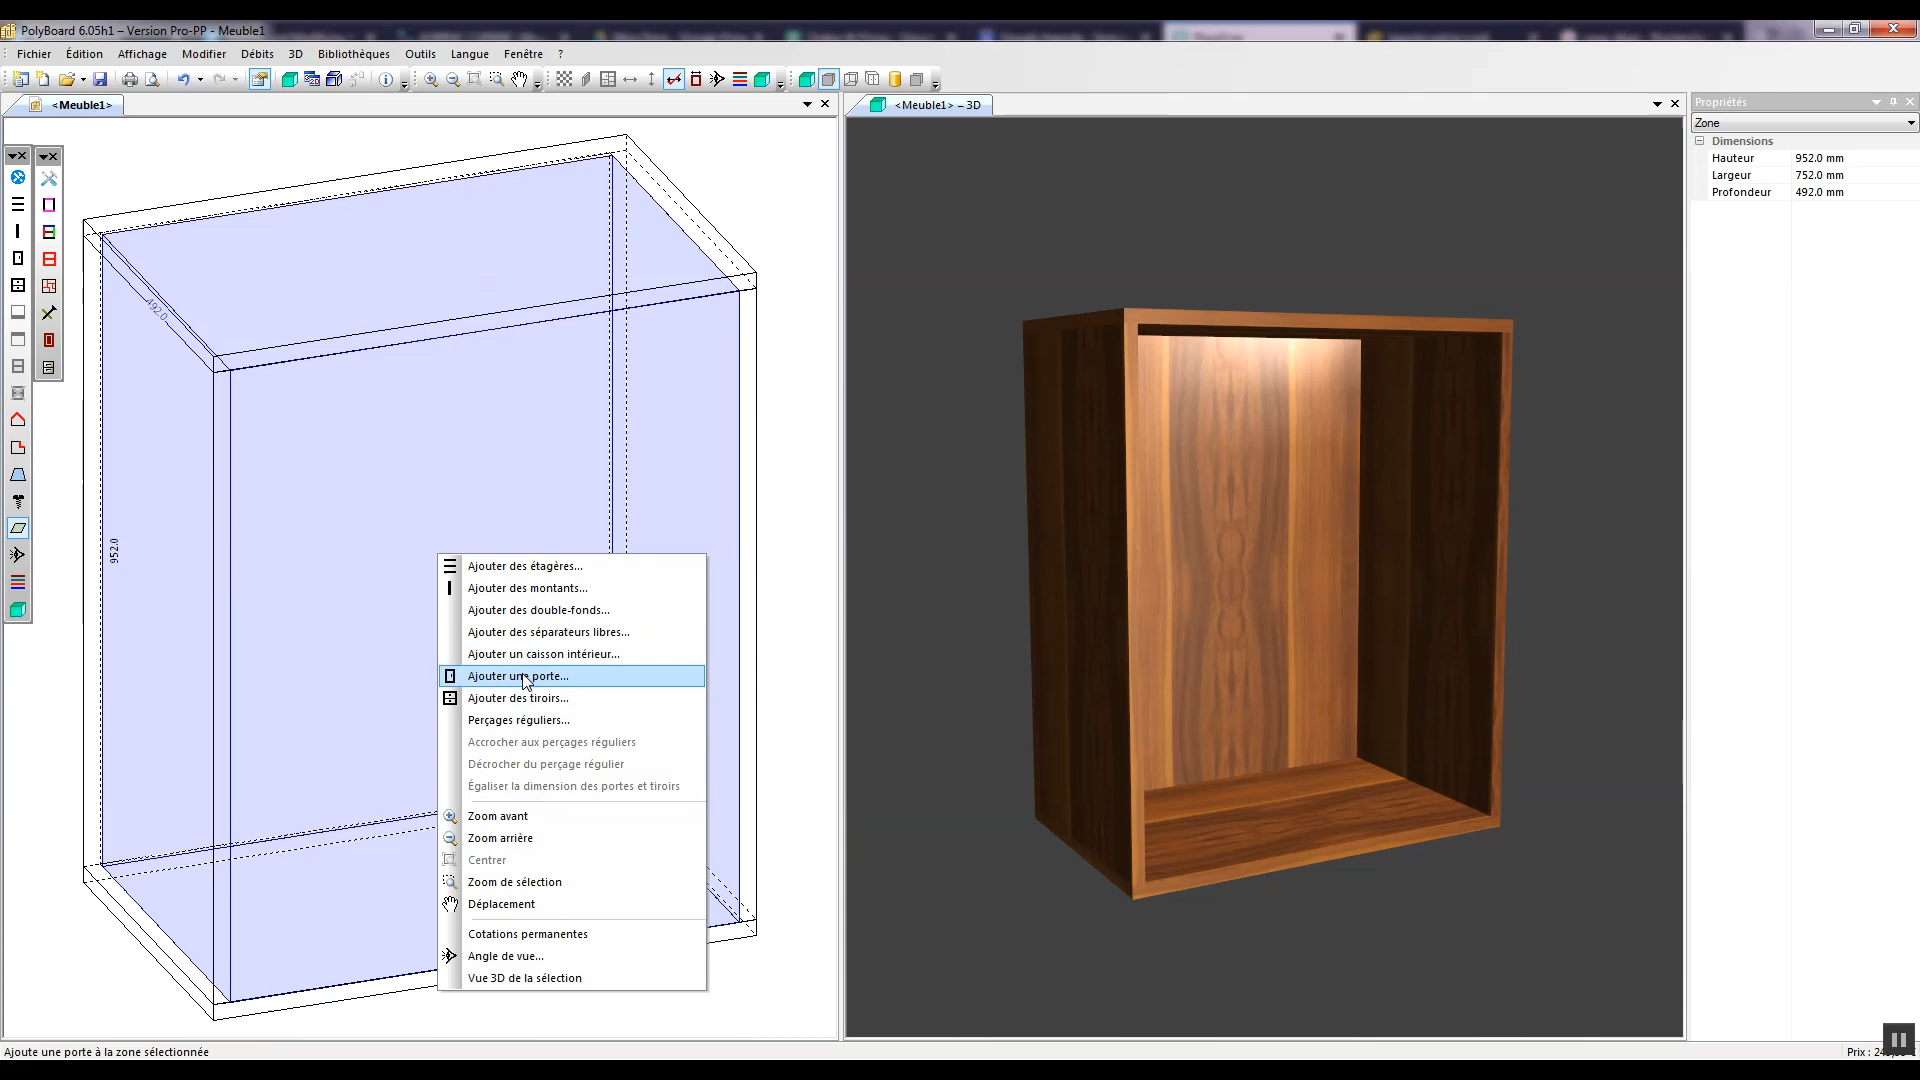 PolyBoard 6.05h1 – Version Pro-PP - Meuble1
Fichier Édition Affichage Modifier Débits 3D Bibliothèques Outils Langue Fenêtre ?
<Meuble1>
<Meuble1> – 3D
Propriétés
Zone
Dimensions
Hauteur 952.0 mm
Largeur 752.0 mm
Profondeur 492.0 mm
492.0
952.0
Ajouter des étagères...
Ajouter des montants...
Ajouter des double-fonds...
Ajouter des séparateurs libres...
Ajouter un caisson intérieur...
Ajouter une porte...
Ajouter des tiroirs...
Perçages réguliers...
Accrocher aux perçages réguliers
Décrocher du perçage régulier
Égaliser la dimension des portes et tiroirs
Zoom avant
Zoom arrière
Centrer
Zoom de sélection
Déplacement
Cotations permanentes
Angle de vue...
Vue 3D de la sélection
Ajoute une porte à la zone sélectionnée
Prix :